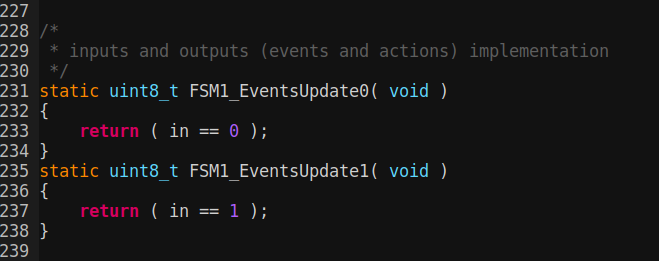 227
228 /*
229  * inputs and outputs (events and actions) implementation
230  */
231 static uint8_t FSM1_EventsUpdate0( void )
232 {
233     return ( in == 0 );
234 }
235 static uint8_t FSM1_EventsUpdate1( void )
236 {
237     return ( in == 1 );
238 }
239